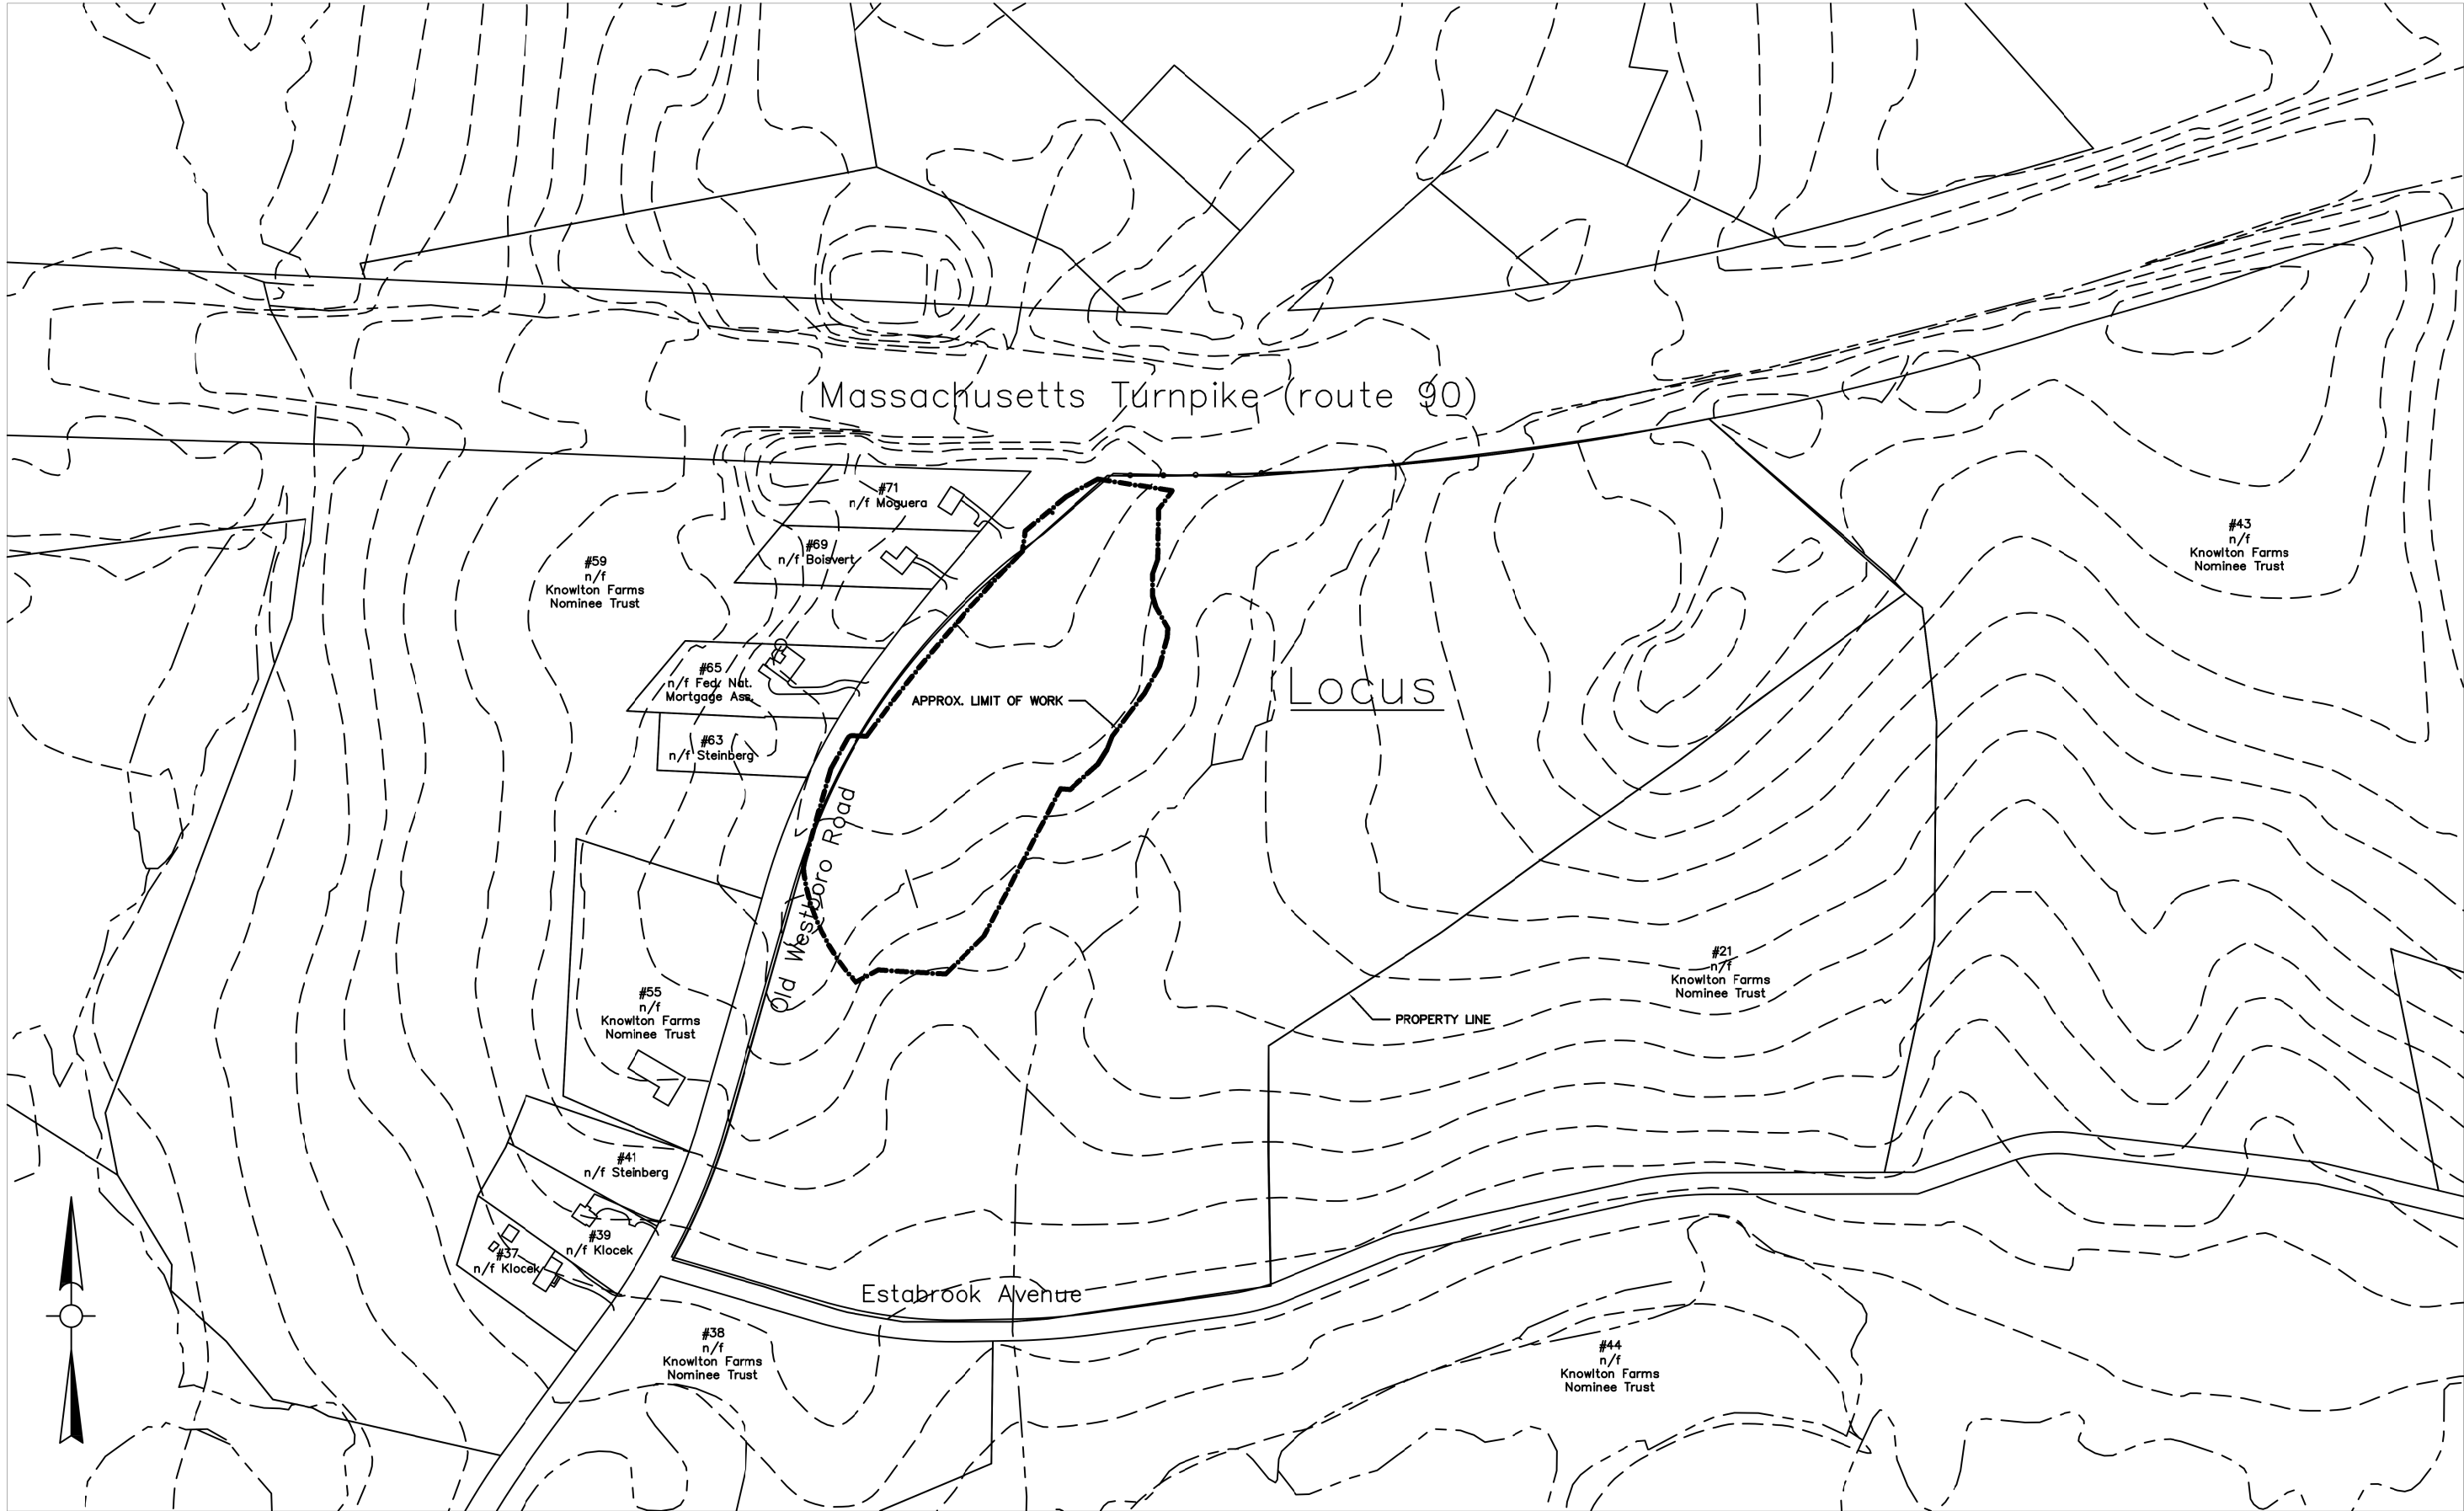 Massachusetts Turnpike (route 90)
#71
n/f Moguera
#69
n/f Boisvert
#59
n/f
Knowlton Farms
Nominee Trust
#43
n/f
Knowlton Farms
Nominee Trust
#65
n/f Fed. Nat.
Mortgage Ass.
APPROX. LIMIT OF WORK
Locus
#63
n/f Steinberg
Old Westboro Road
#21
n/f
Knowlton Farms
Nominee Trust
#55
n/f
Knowlton Farms
Nominee Trust
PROPERTY LINE
#41
n/f Steinberg
#39
n/f Klocek
#37
n/f Klocek
Estabrook Avenue
#38
n/f
Knowlton Farms
Nominee Trust
#44
n/f
Knowlton Farms
Nominee Trust